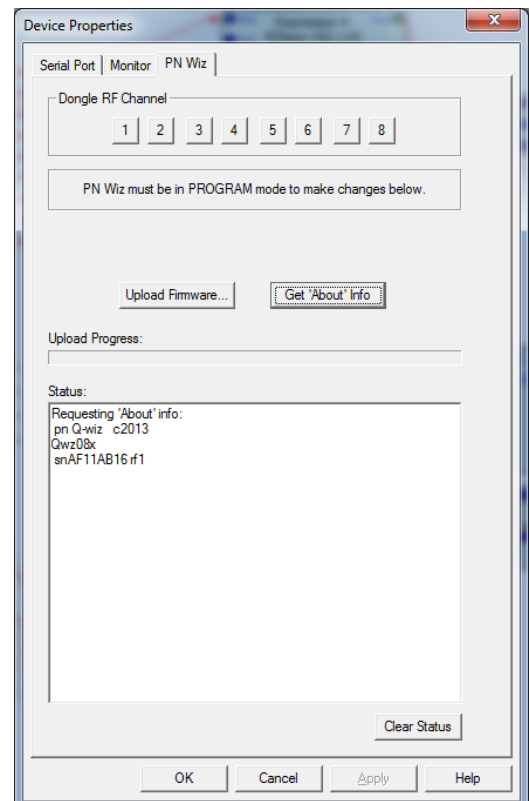 Device Properties
Serial Port Monitor PN Wiz
Dongle RF Channel
1 2 3 4 5 6 7 8
PN Wiz must be in PROGRAM mode to make changes below.
Upload Firmware... Get 'About' Info
Upload Progress:
Status:
Requesting 'About' info:
pn Q-wiz c2013
Qwz08x
snAF11AB16 rf1
Clear Status
OK Cancel Apply Help